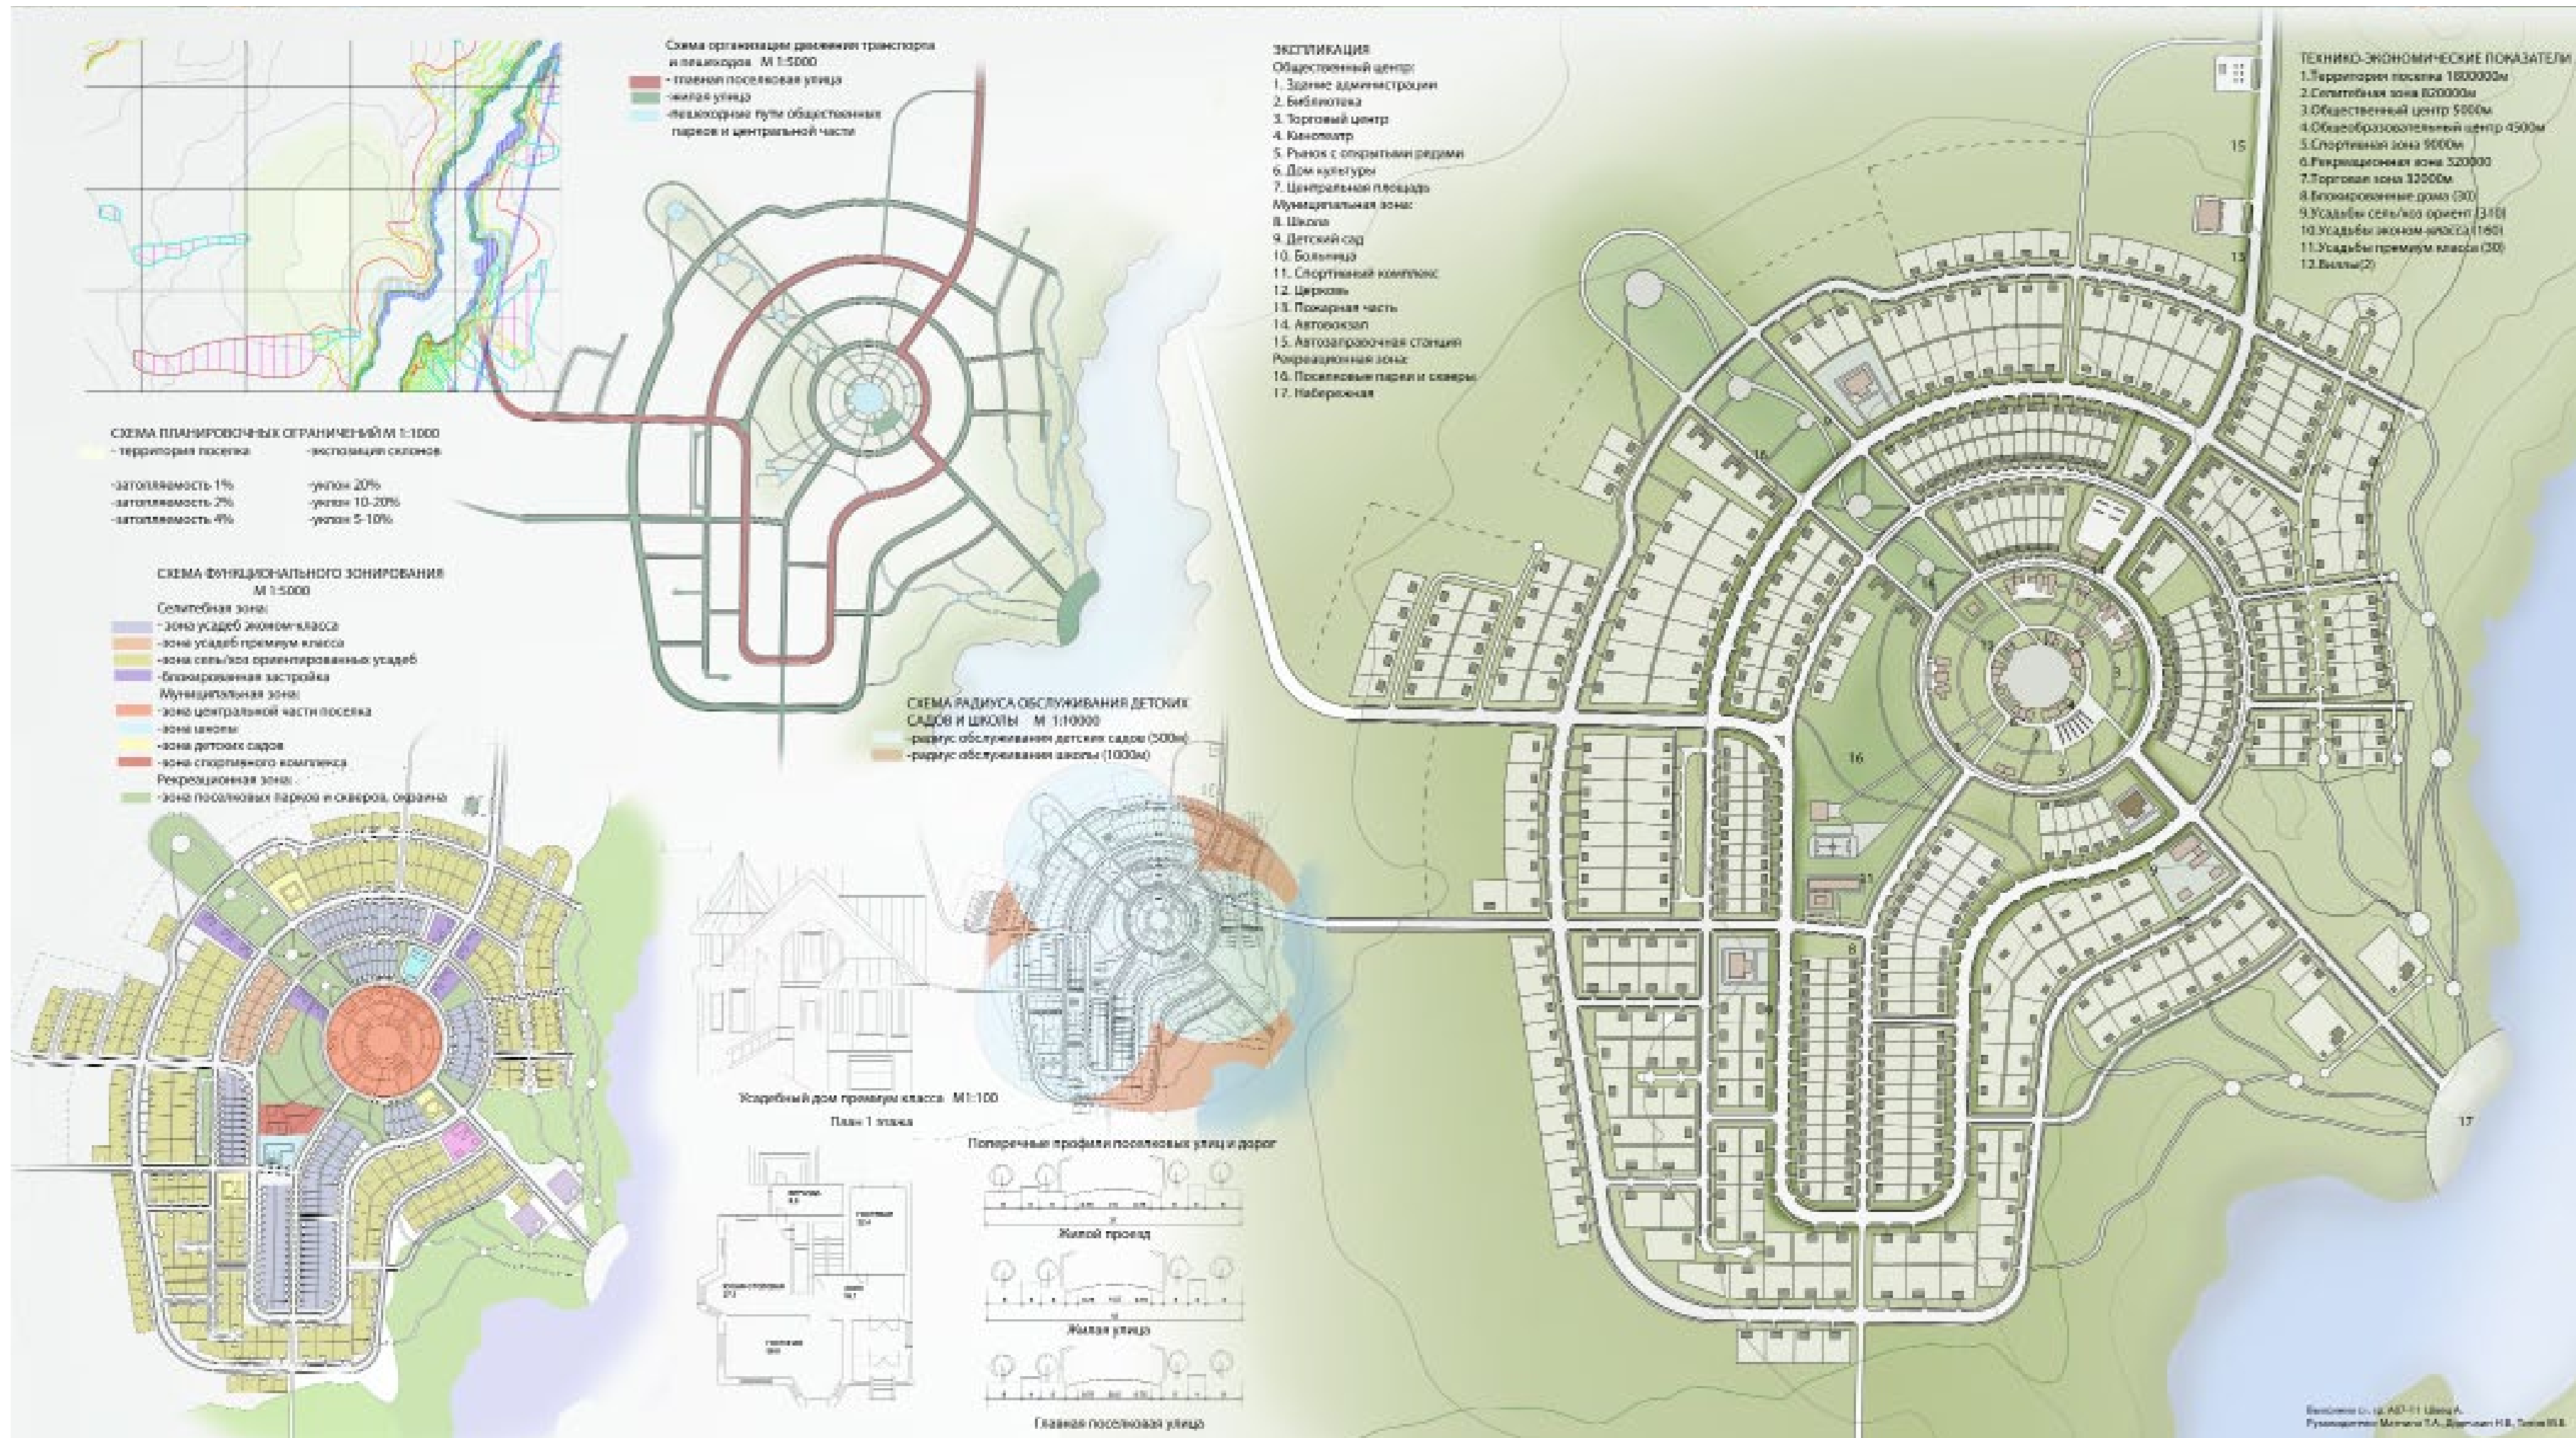 Схема организации движения транспорта
и пешеходов М 1:5000
- главная поселковая улица
-жилая улица
-пешеходные пути общественных
парков и центральной части
СХЕМА ПЛАНИРОВОЧНЫХ ОГРАНИЧЕНИЙ М 1:1000
- территория поселка
-экспозиция склонов
-затопляемость 1%
-уклон 20%
-затопляемость 2%
-уклон 10-20%
-затопляемость 4%
-уклон 5-10%
СХЕМА ФУНКЦИОНАЛЬНОГО ЗОНИРОВАНИЯ
М 1:5000
Селитебная зона:
- зона усадеб эконом-класса
-зона усадеб премиум класса
-зона сель/хоз ориентированных усадеб
-блокированная застройка
Муниципальная зона:
-зона центральной части поселка
-зона школы
-зона детских садов
-зона спортивного комплекса
Рекреационная зона:
-зона поселковых парков и скверов, окраина
СХЕМА РАДИУСА ОБСЛУЖИВАНИЯ ДЕТСКИХ
САДОВ И ШКОЛЫ М 1:10000
-радиус обслуживания детских садов (500м)
-радиус обслуживания школы (1000м)
Усадебный дом премиум класса М1:100
План 1 этажа
Поперечные профили поселковых улиц и дорог
Жилой проезд
Жилая улица
Главная поселковая улица
ЭКСПЛИКАЦИЯ
Общественный центр:
1. Здание администрации
2. Библиотека
3. Торговый центр
4. Кинотеатр
5. Рынок с открытыми рядами
6. Дом культуры
7. Центральная площадь
Муниципальная зона:
8. Школа
9. Детский сад
10. Больница
11. Спортивный комплекс
12. Церковь
13. Пожарная часть
14. Автовокзал
15. Автозаправочная станция
Рекреационная зона:
16. Поселковые парки и скверы
17. Набережная
ТЕХНИКО-ЭКОНОМИЧЕСКИЕ ПОКАЗАТЕЛИ
1.Территория поселка 1800000м
2.Селитебная зона 820000м
3.Общественный центр 5000м
4.Общеобразовательный центр 4500м
5.Спортивная зона 9000м
6.Рекреационная зона 320000
7.Торговая зона 32000м
8.Блокированные дома (30)
9.Усадьбы сель/хоз ориент (310)
10.Усадьбы эконом-класса (160)
11.Усадьбы премиум класса (30)
12.Виллы(2)
15
13
16
16
17